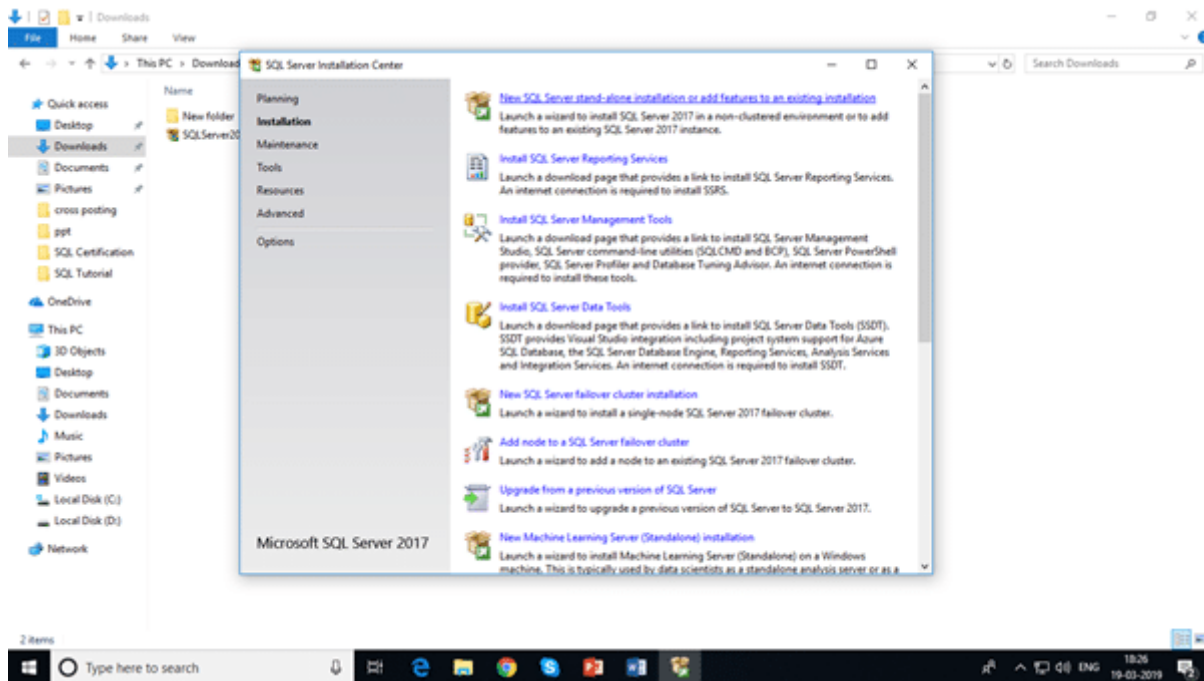 Downloads
File Home Share View
This PC > Download
Search Downloads
Quick access
Desktop
Downloads
Documents
Pictures
cross posting
ppt
SQL Certification
SQL Tutorial
OneDrive
This PC
3D Objects
Desktop
Documents
Downloads
Music
Pictures
Videos
Local Disk (C:)
Local Disk (D:)
Network
Name
New folder
SQLServer20
2 items
SQL Server Installation Center
Planning
Installation
Maintenance
Tools
Resources
Advanced
Options
Microsoft SQL Server 2017
New SQL Server stand-alone installation or add features to an existing installation
Launch a wizard to install SQL Server 2017 in a non-clustered environment or to add
features to an existing SQL Server 2017 instance.
Install SQL Server Reporting Services
Launch a download page that provides a link to install SQL Server Reporting Services.
An internet connection is required to install SSRS.
Install SQL Server Management Tools
Launch a download page that provides a link to install SQL Server Management
Studio, SQL Server command-line utilities (SQLCMD and BCP), SQL Server PowerShell
provider, SQL Server Profiler and Database Tuning Advisor. An internet connection is
required to install these tools.
Install SQL Server Data Tools
Launch a download page that provides a link to install SQL Server Data Tools (SSDT).
SSDT provides Visual Studio integration including project system support for Azure
SQL Database, the SQL Server Database Engine, Reporting Services, Analysis Services
and Integration Services. An internet connection is required to install SSDT.
New SQL Server failover cluster installation
Launch a wizard to install a single-node SQL Server 2017 failover cluster.
Add node to a SQL Server failover cluster
Launch a wizard to add a node to an existing SQL Server 2017 failover cluster.
Upgrade from a previous version of SQL Server
Launch a wizard to upgrade a previous version of SQL Server to SQL Server 2017.
New Machine Learning Server (Standalone) installation
Launch a wizard to install Machine Learning Server (Standalone) on a Windows
machine. This is typically used by data scientists as a standalone analysis server or as a
Type here to search
ENG
18:26
19-03-2019